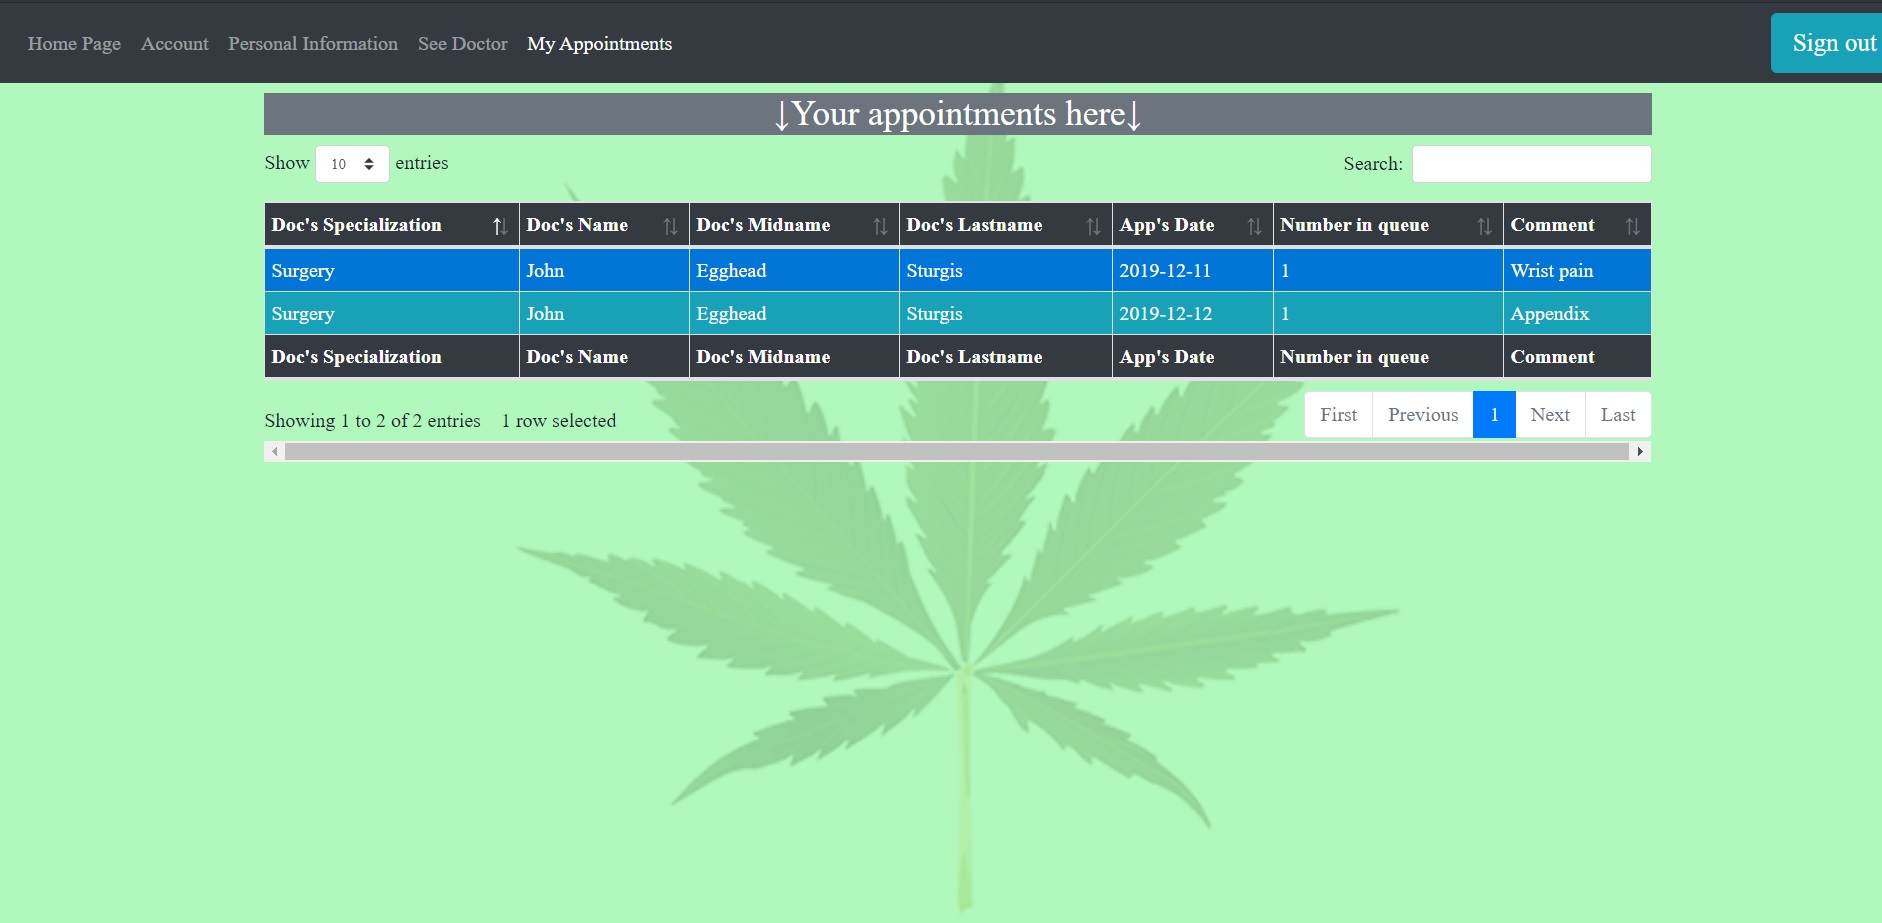 Home Page Account Personal Information See Doctor My Appointments Sign out
↓Your appointments here↓
Show 10 entries Search:
Doc's Specialization Doc's Name Doc's Midname Doc's Lastname App's Date Number in queue Comment
Surgery John Egghead Sturgis 2019-12-11 1 Wrist pain
Surgery John Egghead Sturgis 2019-12-12 1 Appendix
Doc's Specialization Doc's Name Doc's Midname Doc's Lastname App's Date Number in queue Comment
Showing 1 to 2 of 2 entries 1 row selected First Previous 1 Next Last